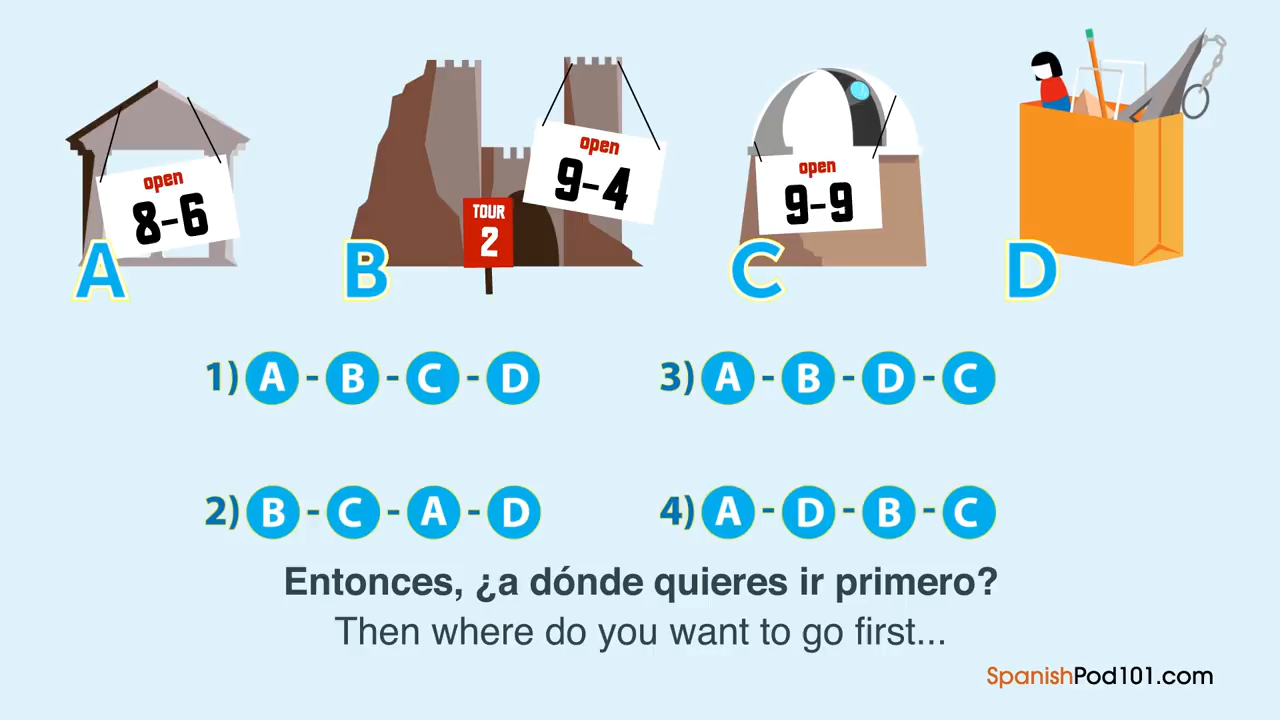 open
8-6
A
open
9-4
TOUR
2
B
open
9-9
C
D
1) A - B - C - D
3) A - B - D - C
2) B - C - A - D
4) A - D - B - C
Entonces, ¿a dónde quieres ir primero?
Then where do you want to go first...
SpanishPod101.com